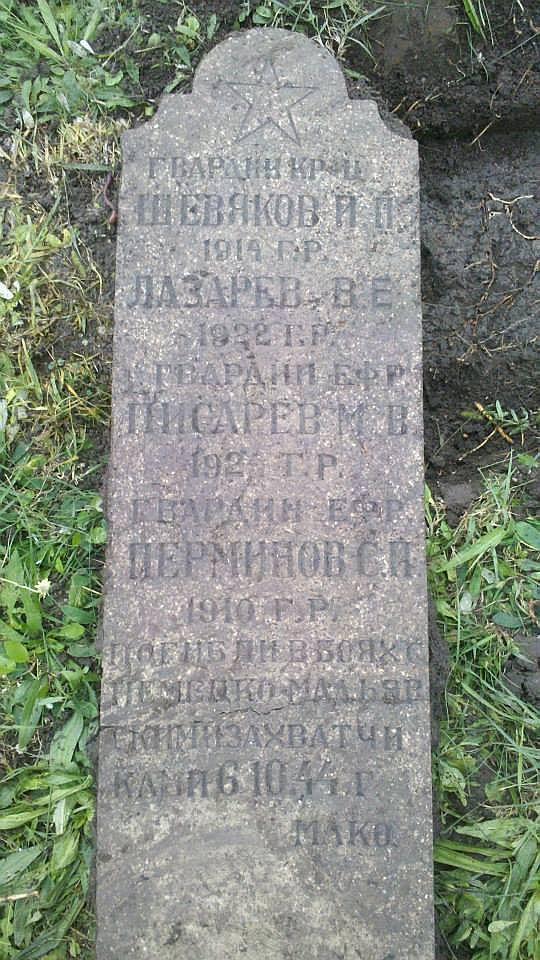 ГВАРДИИ КР-Ц
ШЕВЯКОВ И.П.
1914 Г.Р.
ЛАЗАРЕВ. В.Е.
1922 Г.Р.
ГВАРДИИ ЕФР
ПИСАРЕВ М.В.
Г.Р.
ГВАРДИИ ЕФР
ПЕРМИНОВ С.П.
1910 Г.Р.
ПОГИБЛИ В БОЯХ С
НЕМЕЦКО-МАДЬЯР
СКИМИ ЗАХВАТЧИ
КАМИ 6.10.44. Г.
МАКО.